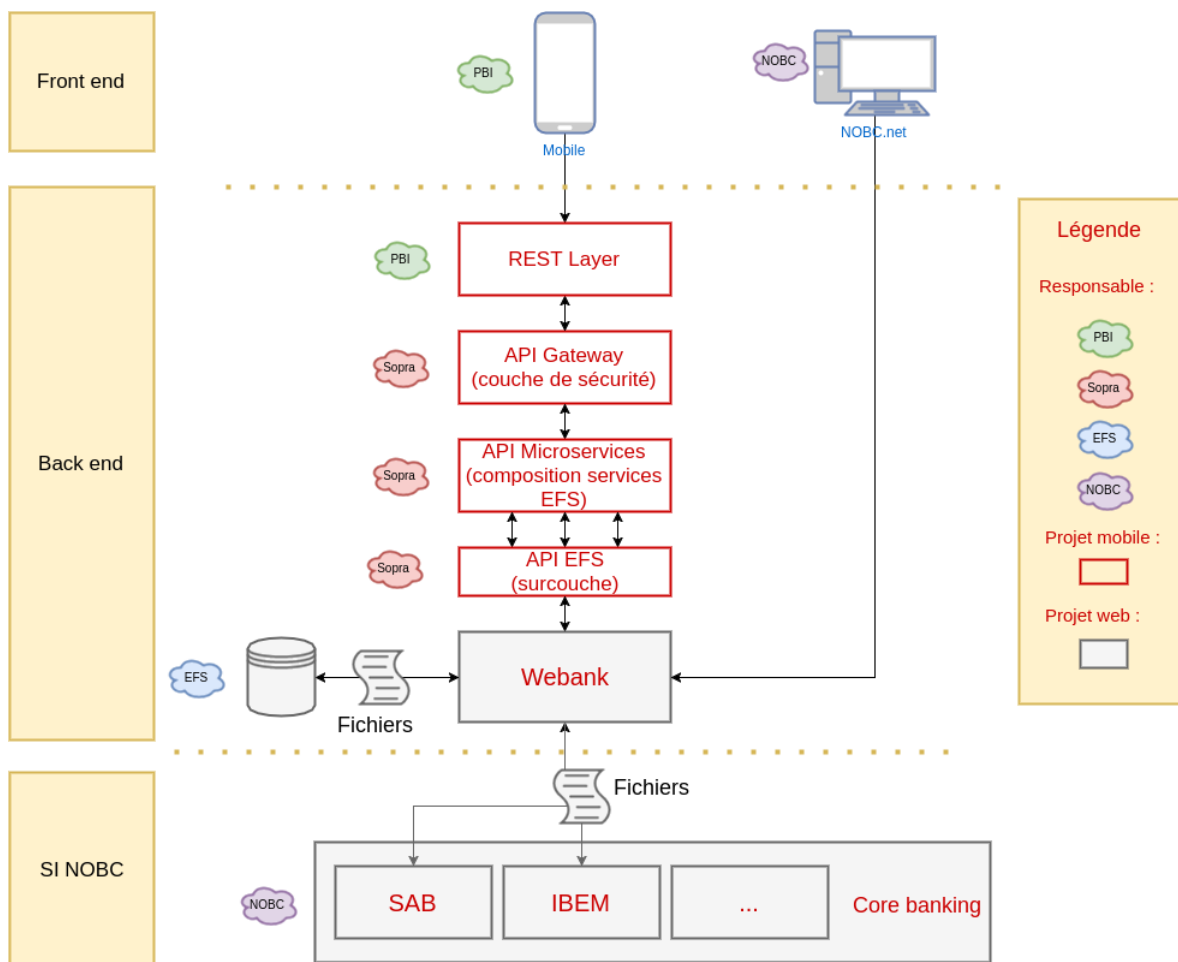 Front end
PBI
Mobile
NOBC
NOBC.net
Back end
PBI
REST Layer
Sopra
API Gateway
(couche de sécurité)
Sopra
API Microservices
(composition services
EFS)
Sopra
API EFS
(surcouche)
EFS
Fichiers
Webank
Légende
Responsable :
PBI
Sopra
EFS
NOBC
Projet mobile :
Projet web :
SI NOBC
Fichiers
NOBC
SAB
IBEM
...
Core banking